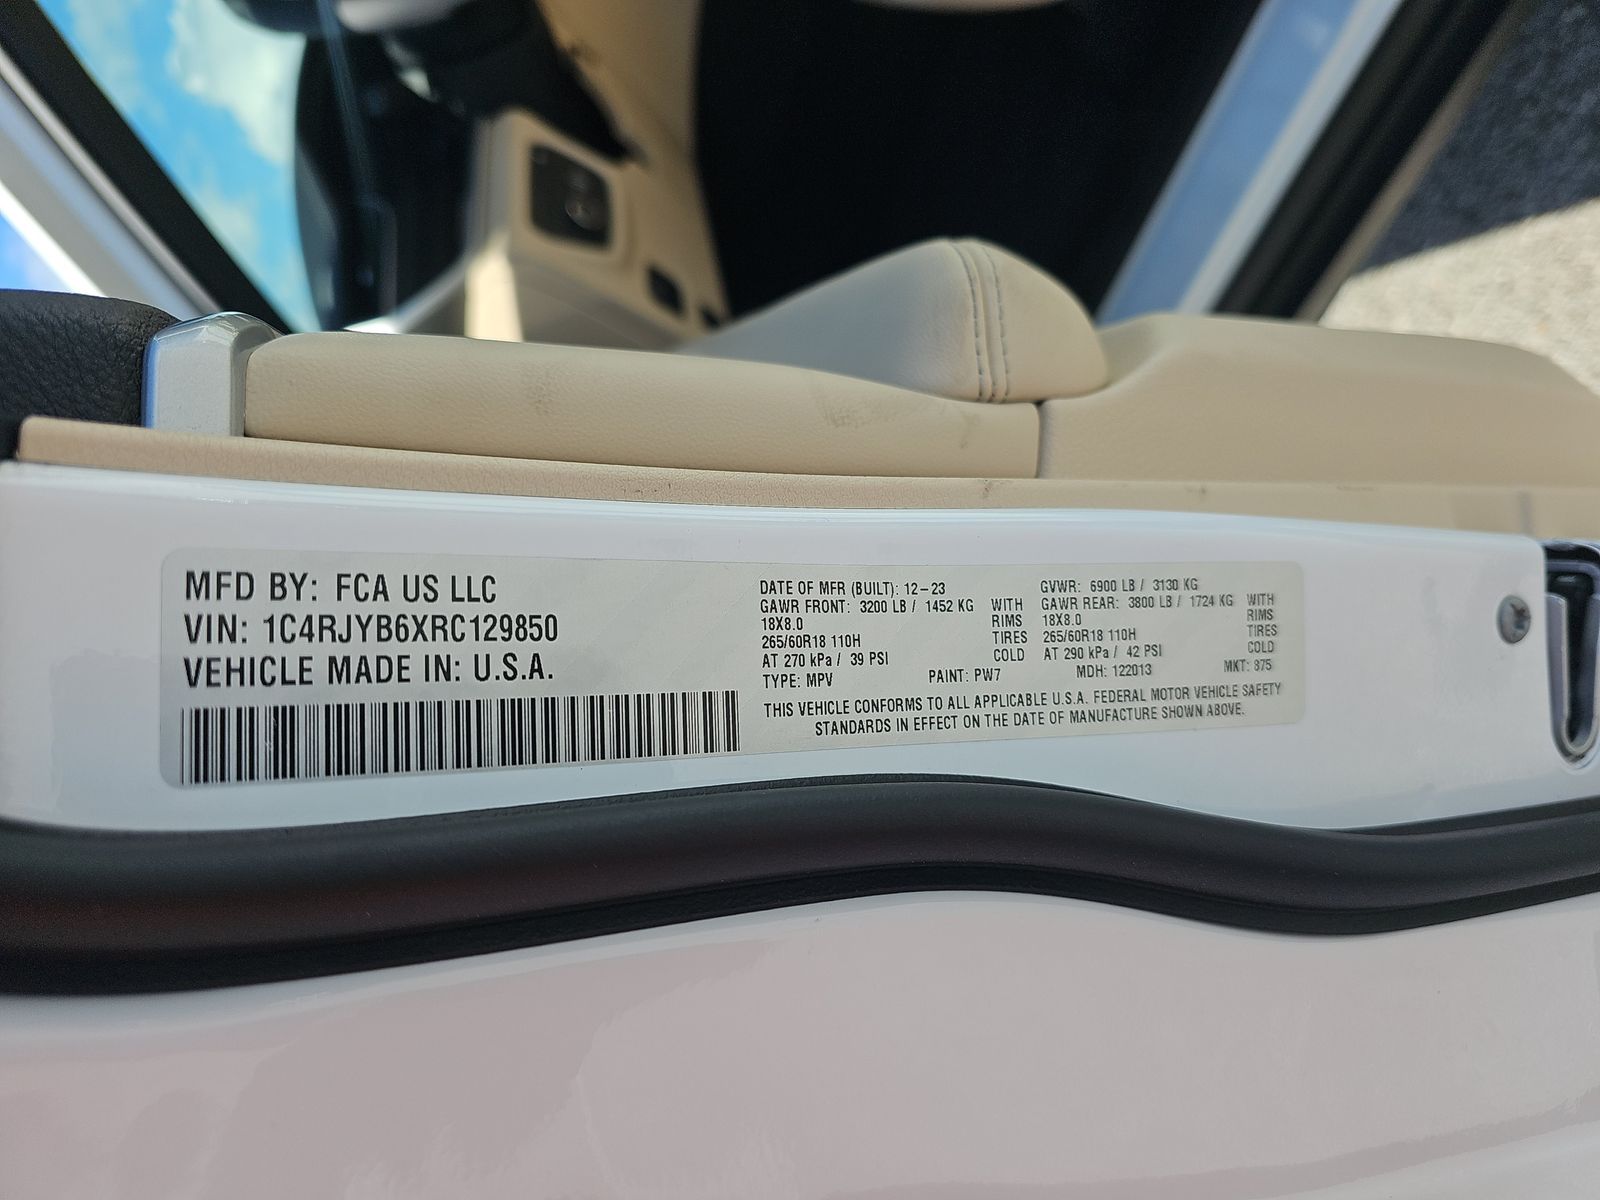 MFD BY: FCA US LLC
VIN: 1C4RJYB6XRC129850
VEHICLE MADE IN: U.S.A.
DATE OF MFR (BUILT): 12-23
GAWR FRONT: 3200 LB / 1452 KG WITH
18X8.0 RIMS
265/60R18 110H TIRES
AT 270 kPa / 39 PSI COLD
TYPE: MPV PAINT: PW7
GVWR: 6900 LB / 3130 KG
GAWR REAR: 3800 LB / 1724 KG WITH
18X8.0 RIMS
265/60R18 110H TIRES
AT 290 kPa / 42 PSI COLD
MDH: 122013 MKT: 875
THIS VEHICLE CONFORMS TO ALL APPLICABLE U.S.A. FEDERAL MOTOR VEHICLE SAFETY
STANDARDS IN EFFECT ON THE DATE OF MANUFACTURE SHOWN ABOVE.